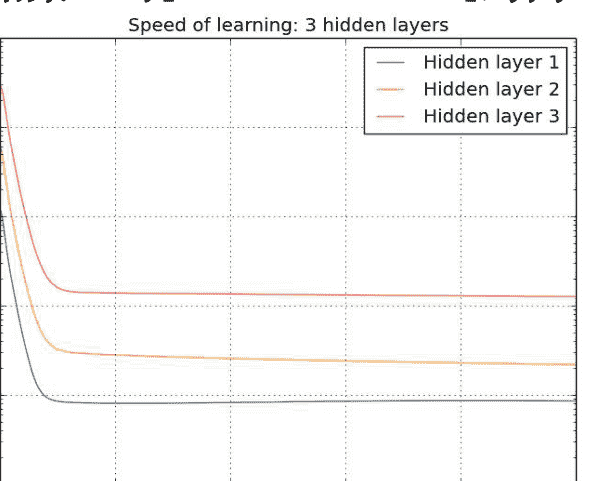 Speed of learning: 3 hidden layers
Hidden layer 1
Hidden layer 2
Hidden layer 3